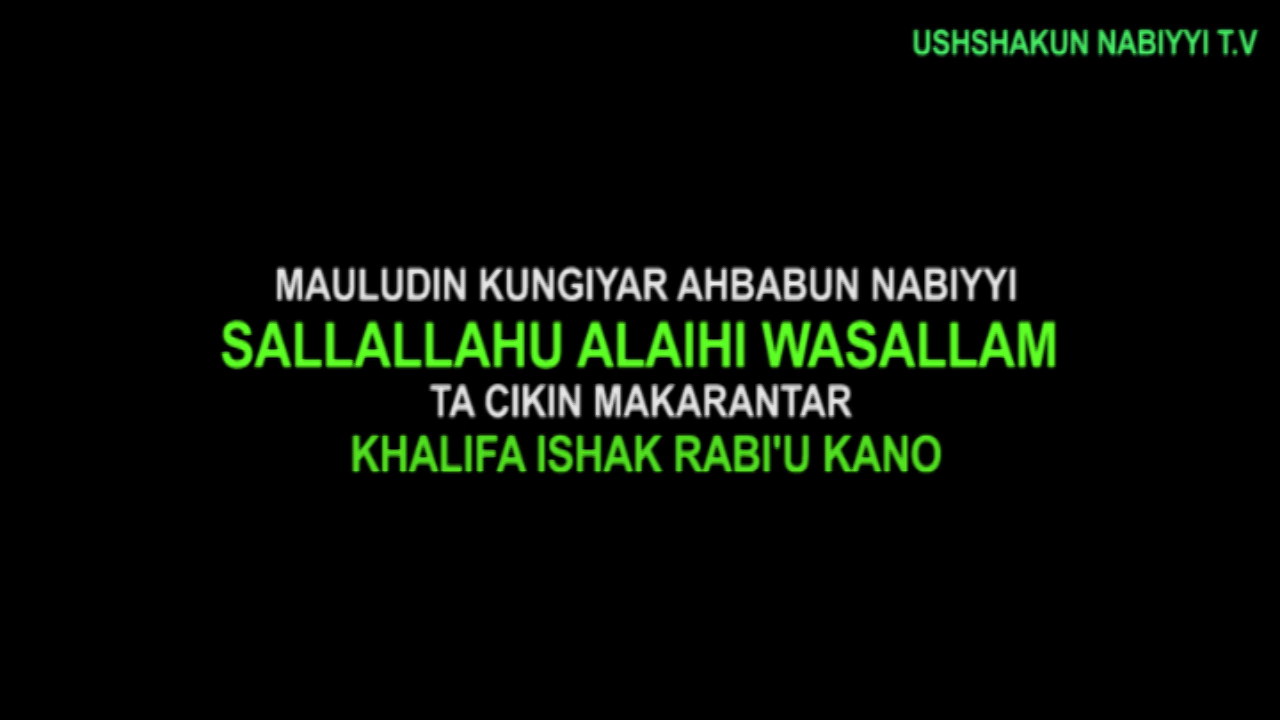 USHSHAKUN NABIYYI T.V
MAULUDIN KUNGIYAR AHBABUN NABIYYI
SALLALLAHU ALAIHI WASALLAM
TA CIKIN MAKARANTAR
KHALIFA ISHAK RABI'U KANO